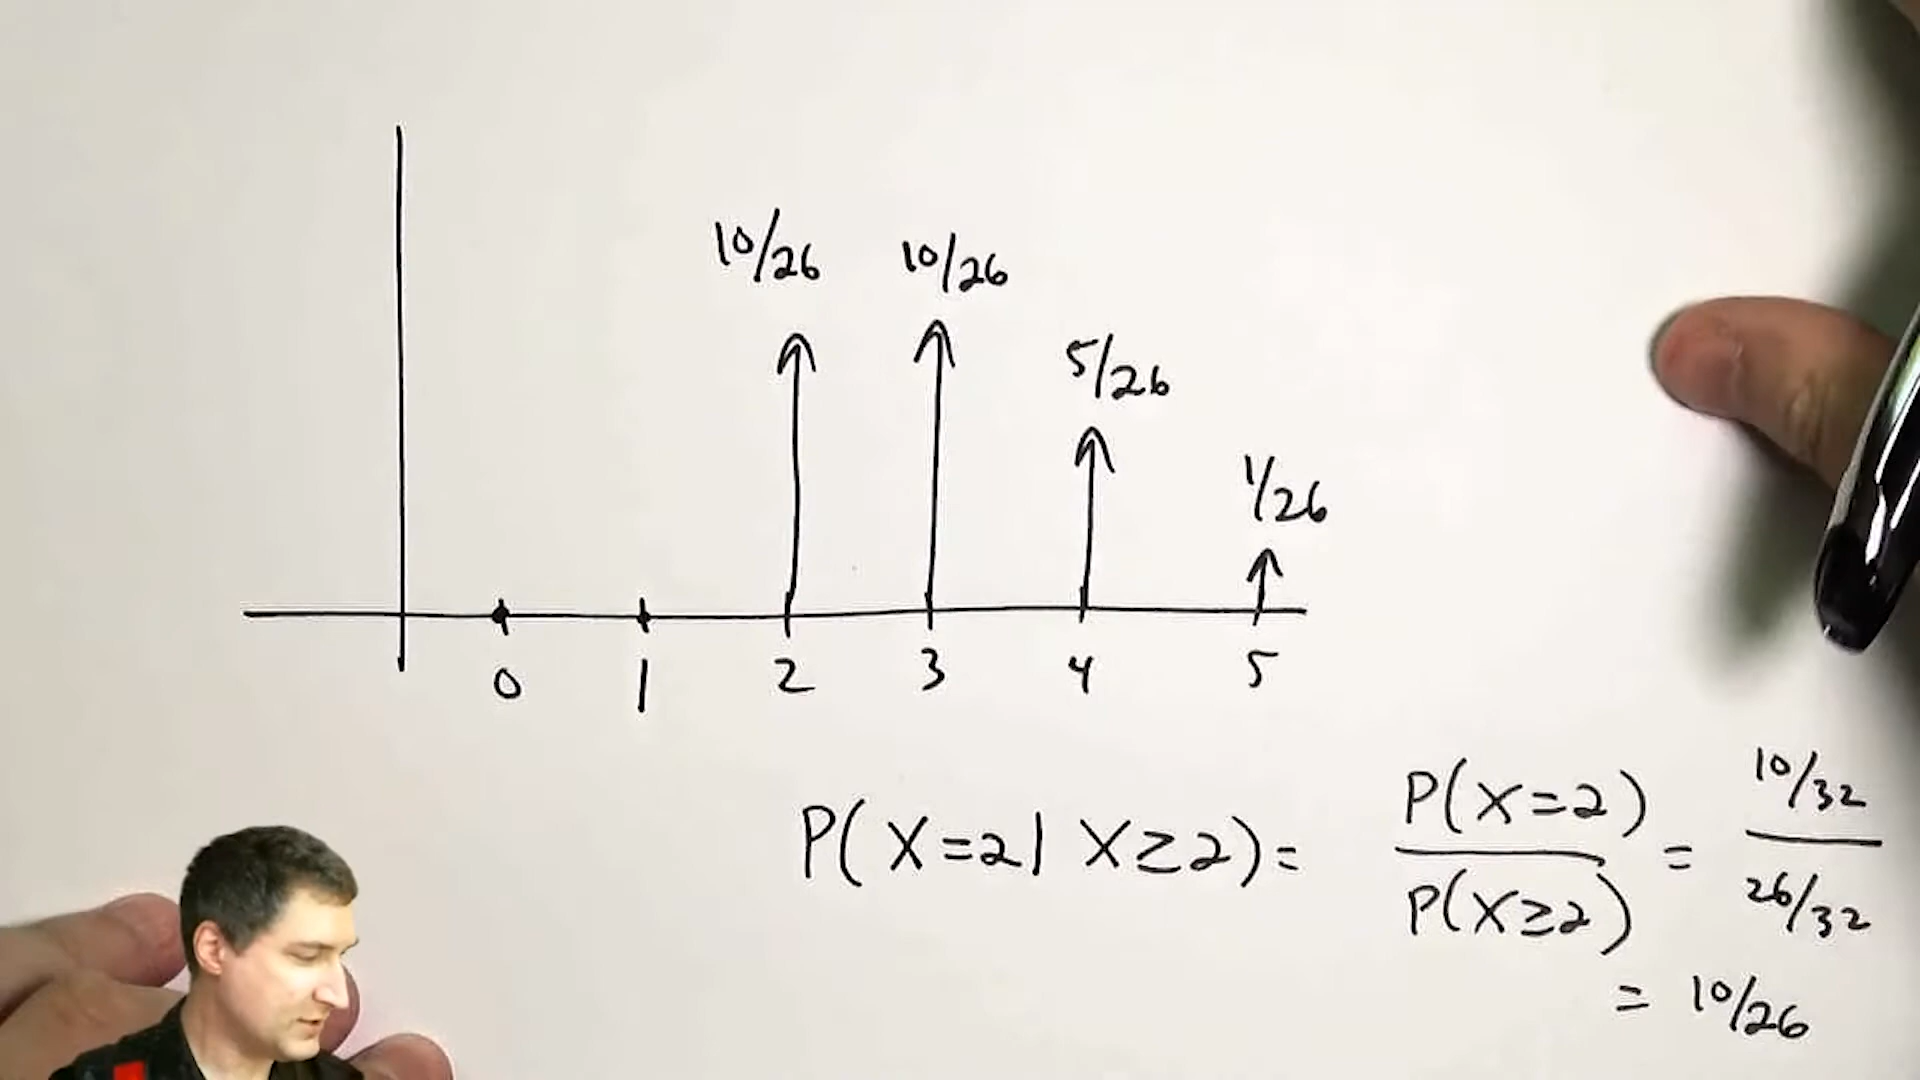 10/26 10/26
5/26
1/26
0 1 2 3 4 5
P(X=2 | X≥2) = P(X=2) / P(X≥2) = 10/32 / 26/32
= 10/26